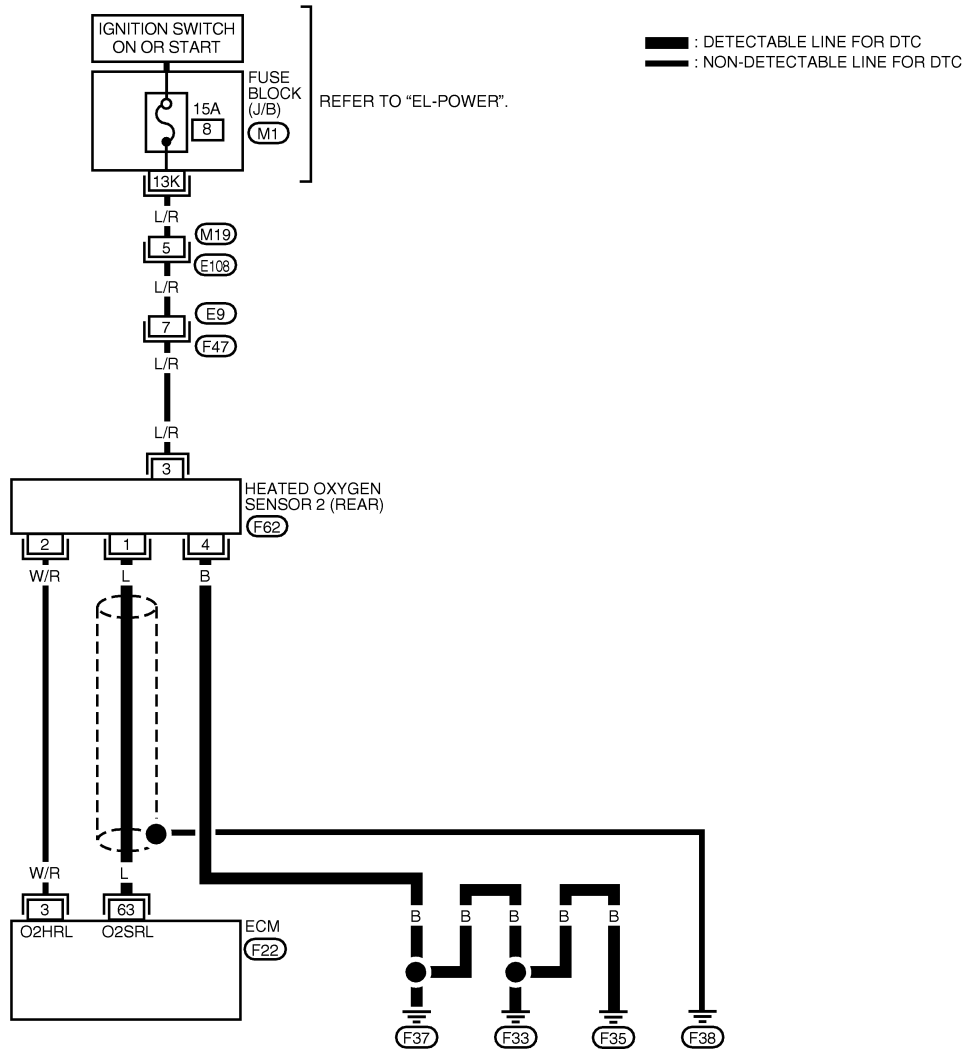 IGNITION SWITCH
ON OR START
: DETECTABLE LINE FOR DTC
: NON-DETECTABLE LINE FOR DTC
FUSE
BLOCK
(J/B)
M1
REFER TO “EL-POWER”.
15A
8
13K
L/R
M19
5
E108
L/R
E9
7
F47
L/R
L/R
3
HEATED OXYGEN
SENSOR 2 (REAR)
F62
2 1 4
W/R L B
W/R L
3 63
O2HRL O2SRL
ECM
F22
B B B B B
F37 F33 F35 F38